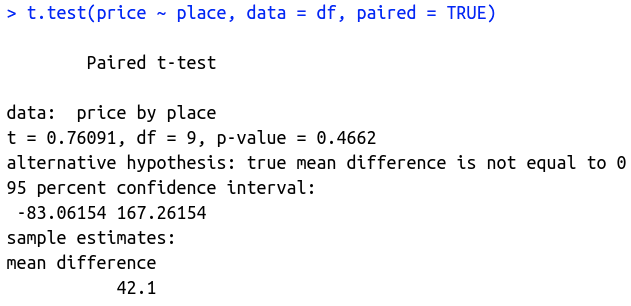 > t.test(price ~ place, data = df, paired = TRUE)
Paired t-test
data:  price by place
t = 0.76091, df = 9, p-value = 0.4662
alternative hypothesis: true mean difference is not equal to 0
95 percent confidence interval:
-83.06154 167.26154
sample estimates:
mean difference
42.1